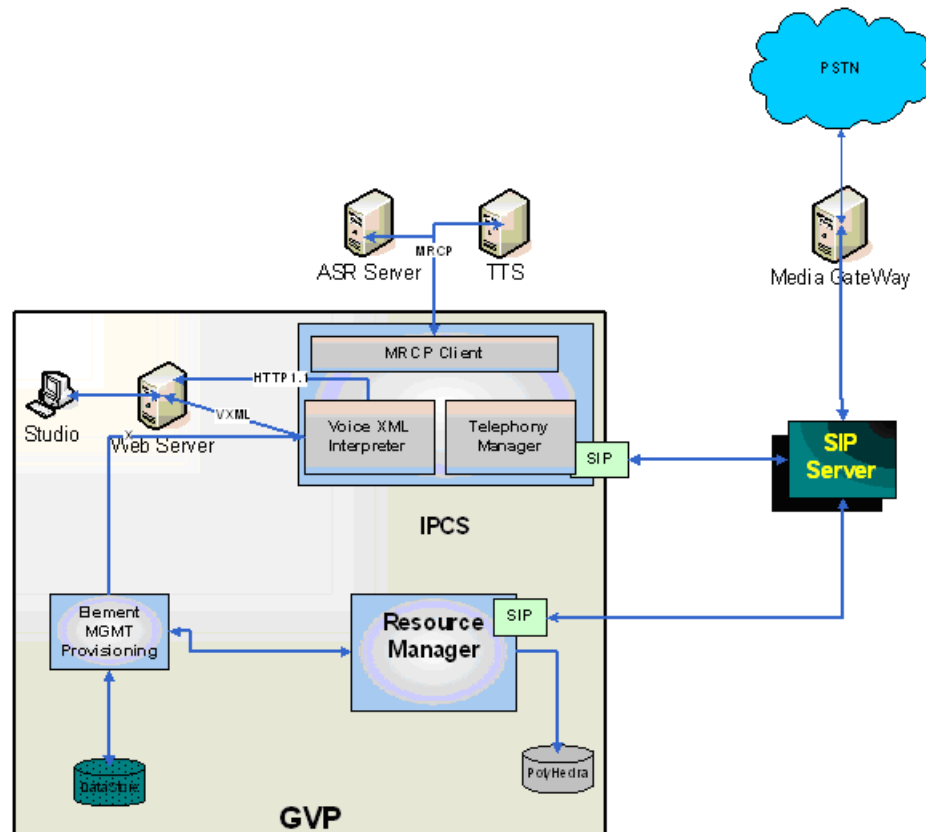 PSTN
ASR Server
MRCP
TTS
Media GateWay
MRCP Client
HTTP 1.1
VXML
Studio
Web Server
X
Voice XML
Interpreter
Telephony
Manager
SIP
SIP
Server
IPCS
Element
MGMT
Provisioning
Resource
Manager
SIP
DataStore
PolyHedra
GVP